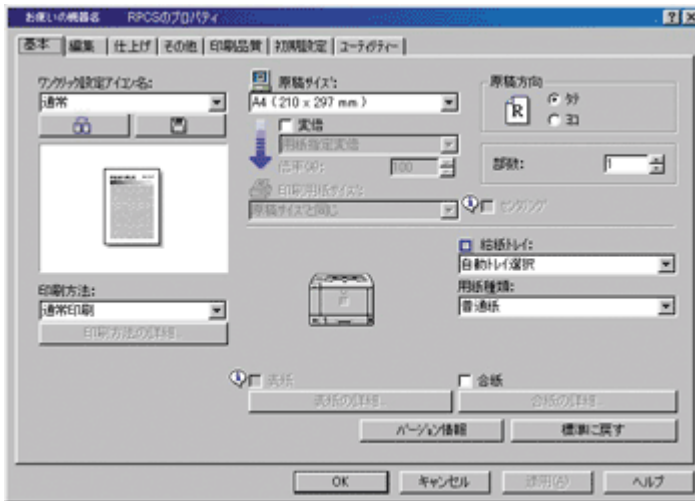 お使いの機器名 RPCSのプロパティ
基本 編集 仕上げ その他 印刷品質 初期設定 ユーティリティー
ワンクリック設定アイコン名:
通常
印刷方法:
通常印刷
印刷方法の詳細...
原稿サイズ:
A4 (210 x 297 mm)
変倍
用紙指定変倍
倍率(%): 100
印刷用紙サイズ:
原稿サイズと同じ
センタリング
原稿方向
R
タテ
ヨコ
部数: 1
給紙トレイ:
自動トレイ選択
用紙種類:
普通紙
表紙
表紙の詳細...
合紙
合紙の詳細...
バージョン情報 標準に戻す
OK キャンセル 適用(A) ヘルプ